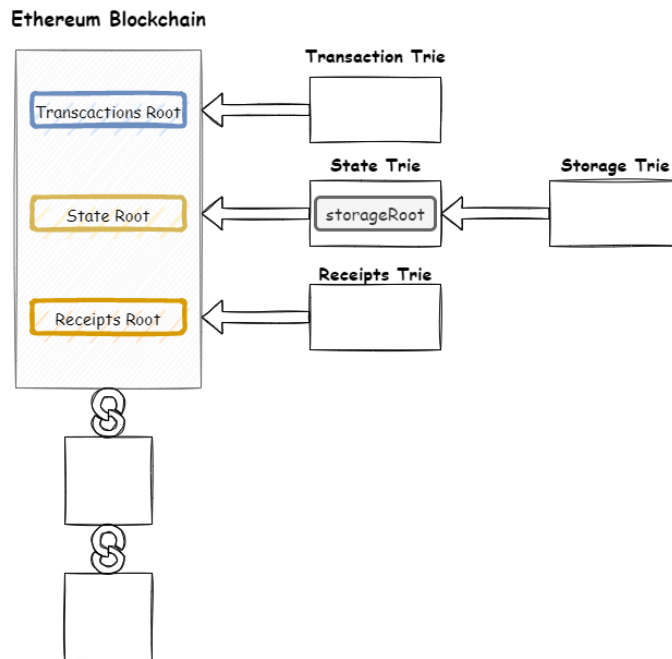 Ethereum Blockchain
Transaction Trie
Transcactions Root
State Trie
Storage Trie
State Root
storageRoot
Receipts Trie
Receipts Root